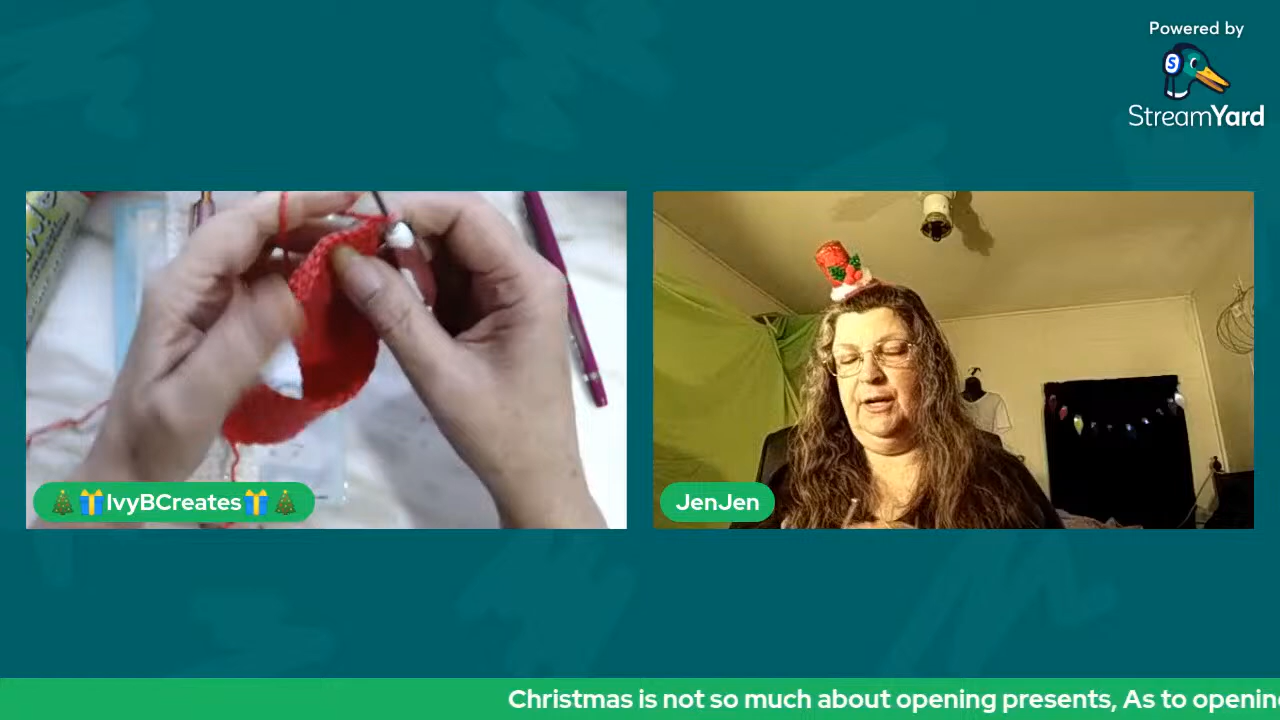 Powered by
S
StreamYard
🎄🎁IvyBCreates🎁🎄
JenJen
Christmas is not so much about opening presents, As to openin